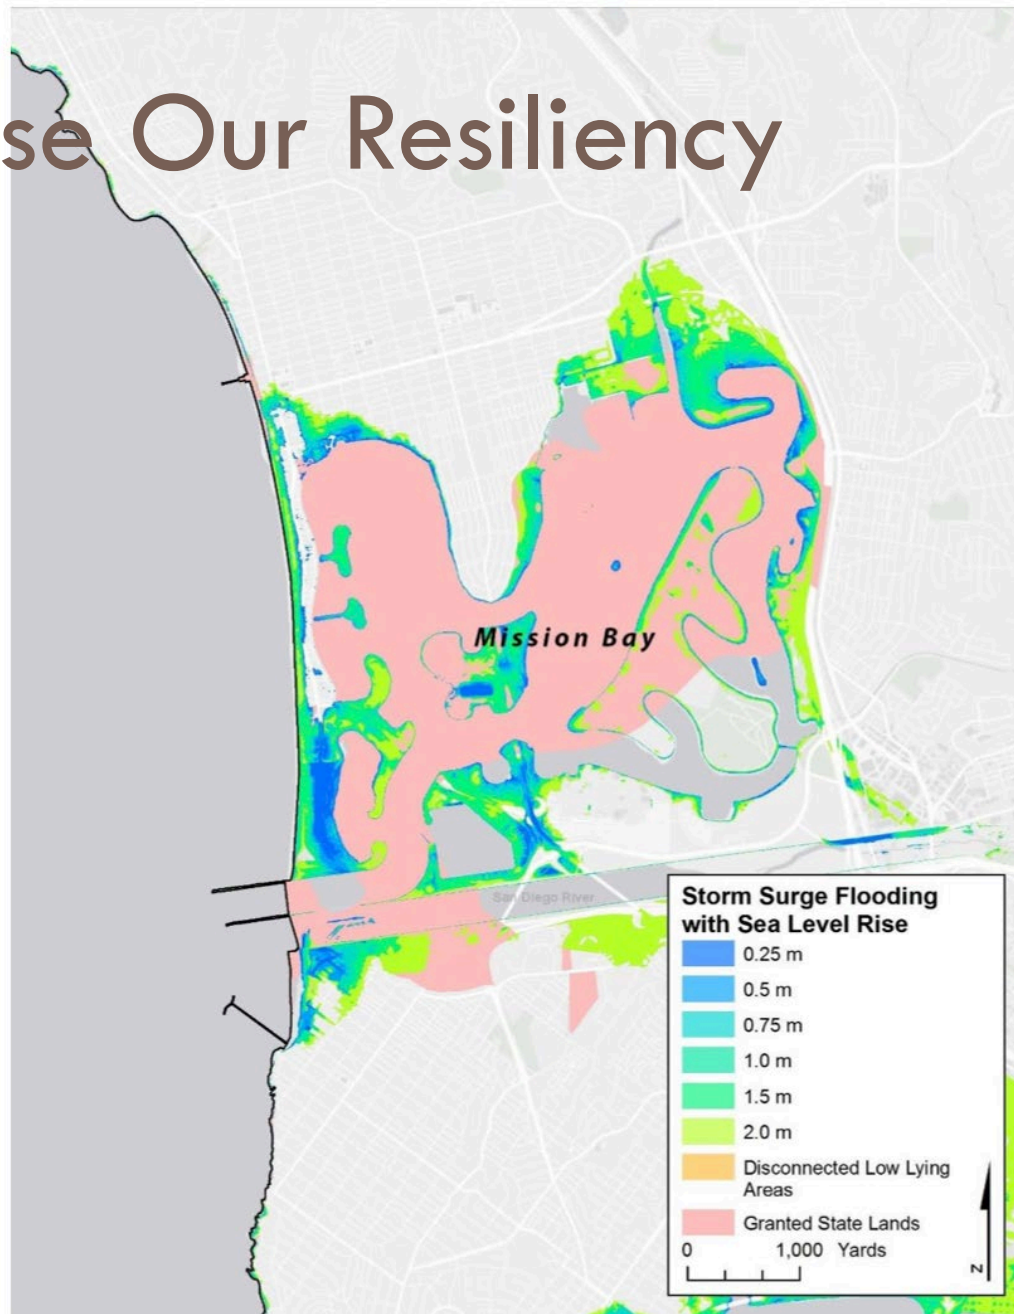 se Our Resiliency
Mission Bay
San Diego River
Storm Surge Flooding
with Sea Level Rise
0.25 m
0.5 m
0.75 m
1.0 m
1.5 m
2.0 m
Disconnected Low Lying
Areas
Granted State Lands
0 1,000 Yards
N